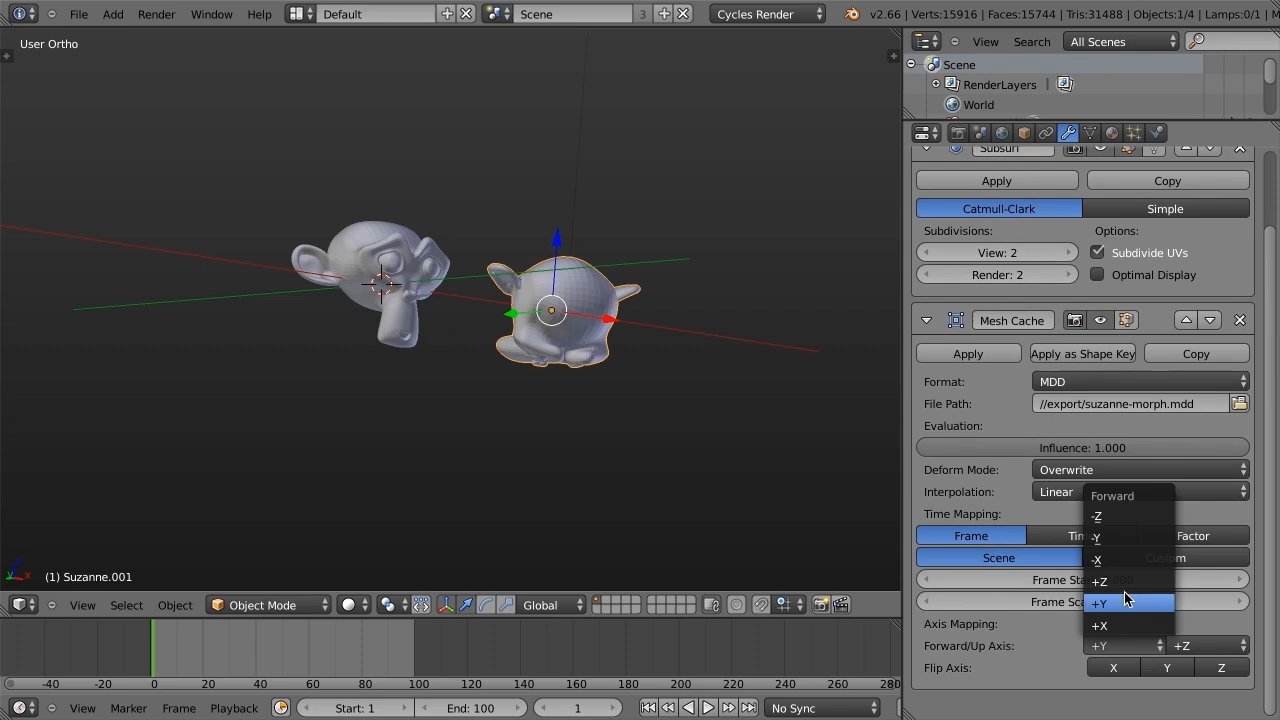 File Add Render Window Help Default Scene 3 Cycles Render v2.66 | Verts:15916 | Faces:15744 | Tris:31488 | Objects:1/4 | Lamps:0/1 |
User Ortho
View Search All Scenes
Scene
RenderLayers
World
Subsurf
Apply Copy
Catmull-Clark Simple
Subdivisions: Options:
View: 2 Subdivide UVs
Render: 2 Optimal Display
Mesh Cache
Apply Apply as Shape Key Copy
Format: MDD
File Path: //export/suzanne-morph.mdd
Evaluation:
Influence: 1.000
Deform Mode: Overwrite
Interpolation: Linear
Forward
Time Mapping: -Z
Frame -Y Factor
Scene -X
+Z
+Y
Axis Mapping: +X
Forward/Up Axis: +Y +Z
Flip Axis: X Y Z
z y x
(1) Suzanne.001
View Select Object Object Mode Global
-40 -20 0 20 40 60 80 100 120 140 160 180 200 220 240 260
View Marker Frame Playback Start: 1 End: 100 1 No Sync